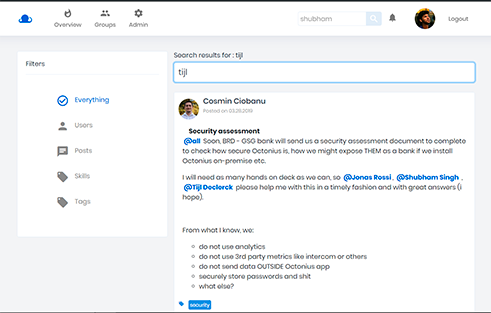 Overview
Groups
Admin
shubham
Logout
Filters
Everything
Users
Posts
Skills
Tags
Search results for : tijl
tijl
Cosmin Ciobanu
Posted on 03.28.2019
Security assessment
@all Soon, BRD - GSG bank will send us a security assessment document to complete
to check how secure Octonius is, how we might expose THEM as a bank if we install
Octonius on-premise etc.
I will need as many hands on deck as we can, so @Jonas Rossi , @Shubham Singh ,
@Tijl Declerck please help me with this in a timely fashion and with great answers (i
hope).
From what I know, we:
do not use analytics
do not use 3rd party metrics like intercom or others
do not send data OUTSIDE Octonius app
securely store passwords and shit
what else?
security